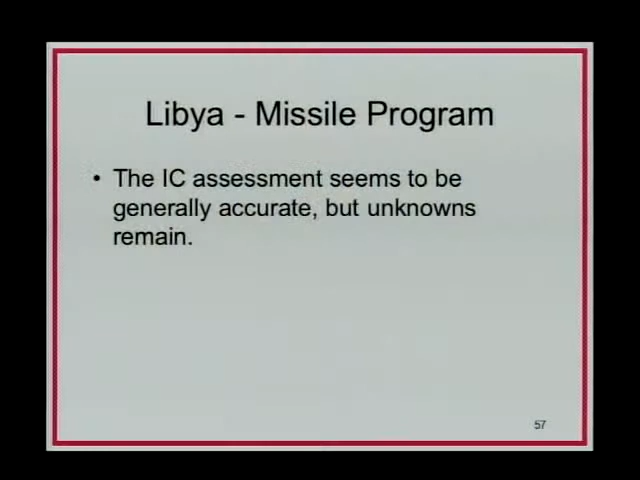 Libya - Missile Program
• The IC assessment seems to be
generally accurate, but unknowns
remain.
57